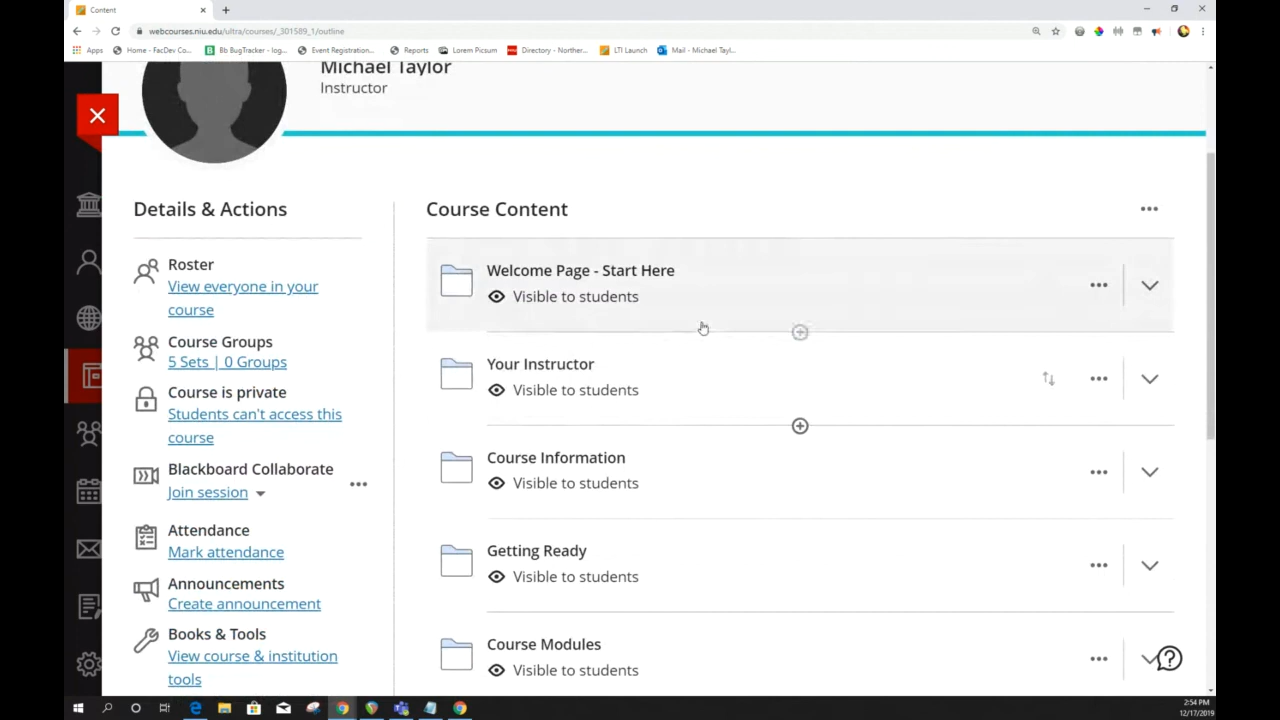 Content
webcourses.niu.edu/ultra/courses/_301589_1/outline
Apps
Home - FacDev Co...
Bb BugTracker - log...
Event Registration...
Reports
Lorem Picsum
Directory - Norther...
LTI Launch
Mail - Michael Tayl...
Michael Taylor
Instructor
Details & Actions
Roster
View everyone in your
course
Course Groups
5 Sets | 0 Groups
Course is private
Students can't access this
course
Blackboard Collaborate
Join session
Attendance
Mark attendance
Announcements
Create announcement
Books & Tools
View course & institution
tools
Course Content
Welcome Page - Start Here
Visible to students
Your Instructor
Visible to students
Course Information
Visible to students
Getting Ready
Visible to students
Course Modules
Visible to students
2:54 PM
12/17/2019